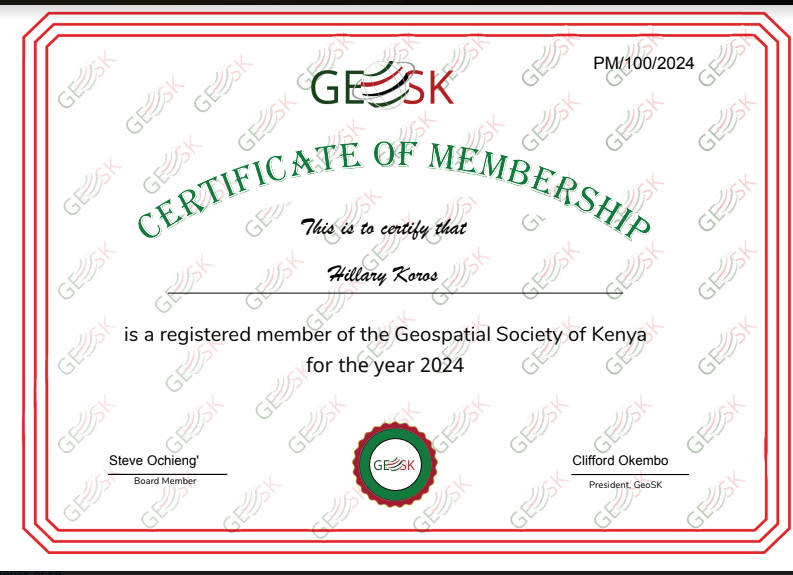 PM/100/2024
GEOSK
CERTIFICATE OF MEMBERSHIP
This is to certify that
Hillary Koros
is a registered member of the Geospatial Society of Kenya
for the year 2024
Steve Ochieng'
Board Member
GEOSK
Clifford Okembo
President, GeoSK